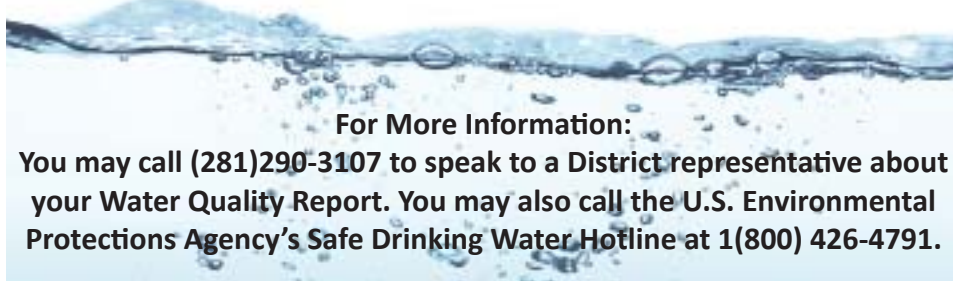 For More Information:
You may call (281)290-3107 to speak to a District representative about
your Water Quality Report. You may also call the U.S. Environmental
Protections Agency’s Safe Drinking Water Hotline at 1(800) 426-4791.